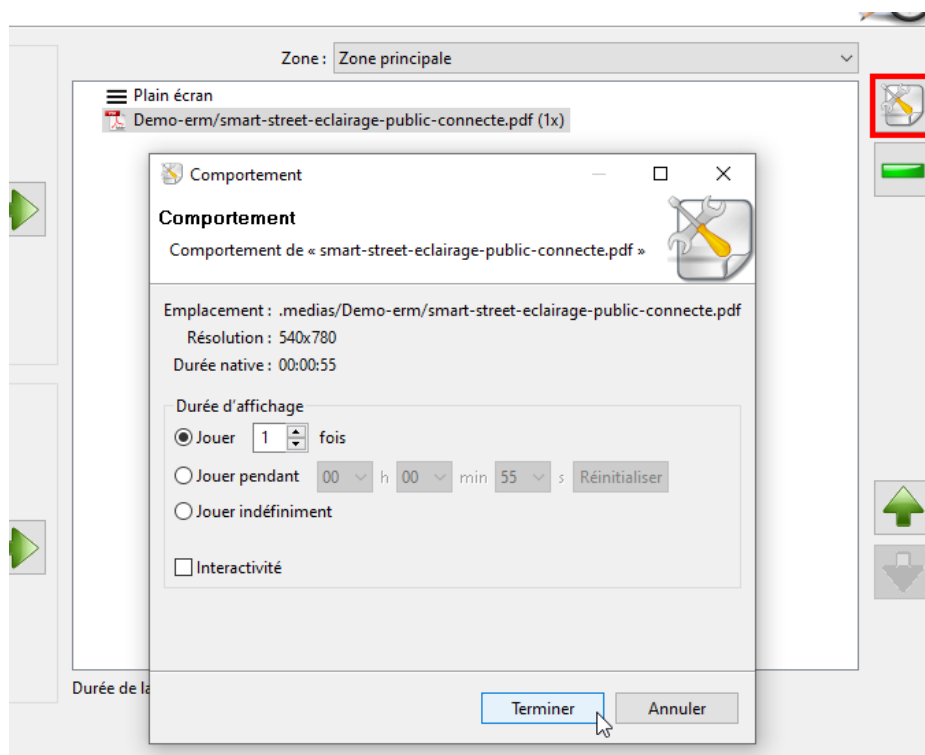 Zone : Zone principale
Plain écran
Demo-erm/smart-street-eclairage-public-connecte.pdf (1x)
Comportement
Comportement
Comportement de « smart-street-eclairage-public-connecte.pdf »
Emplacement : .medias/Demo-erm/smart-street-eclairage-public-connecte.pdf
Résolution : 540x780
Durée native : 00:00:55
Durée d'affichage
Jouer 1 fois
Jouer pendant 00 h 00 min 55 s Réinitialiser
Jouer indéfiniment
Interactivité
Durée de la
Terminer Annuler